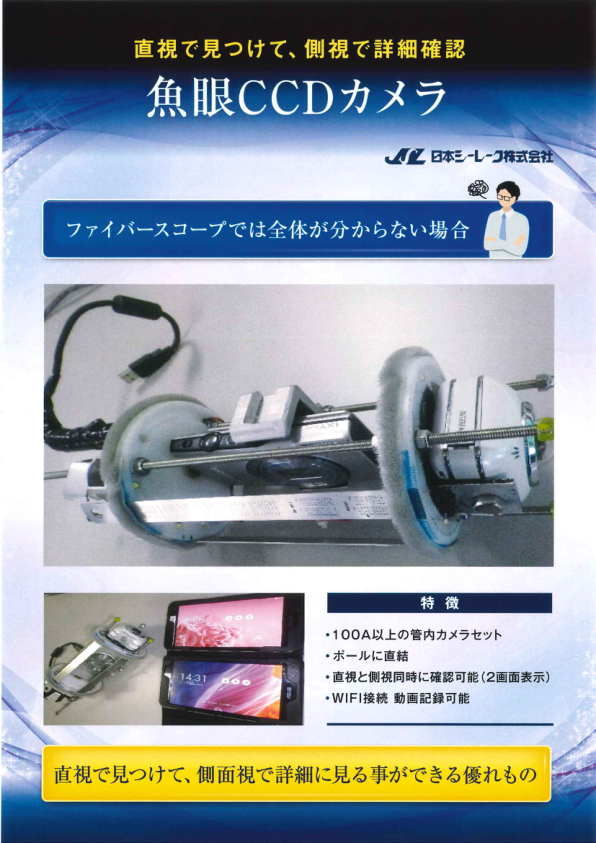 直視で見つけて、側視で詳細確認
魚眼CCDカメラ
日本シーレーク株式会社
ファイバースコープでは全体が分からない場合
14:31
特 徴
・100A以上の管内カメラセット
・ポールに直結
・直視と側視同時に確認可能（2画面表示）
・WIFI接続 動画記録可能
直視で見つけて、側面視で詳細に見る事ができる優れもの